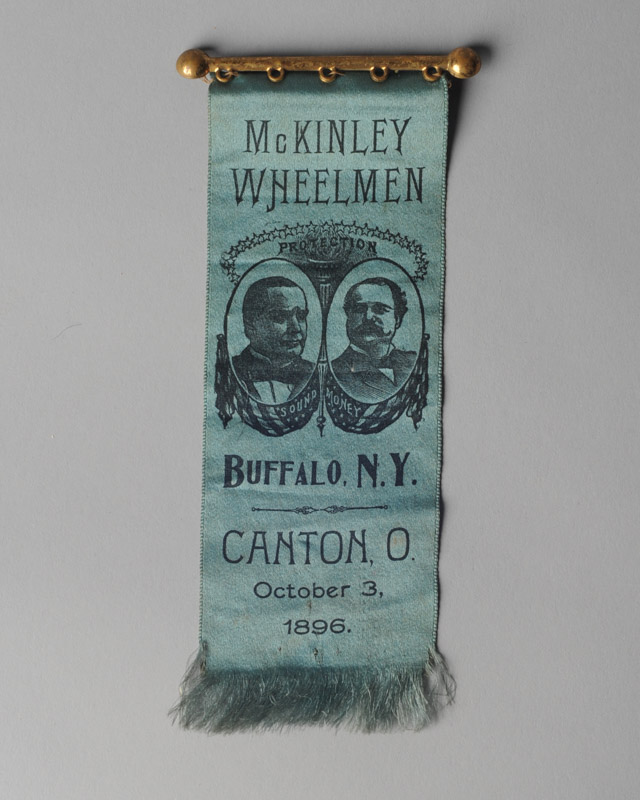 McKINLEY
WHEELMEN
PROTECTION
SOUND MONEY
BUFFALO, N.Y.
CANTON, O.
October 3,
1896.